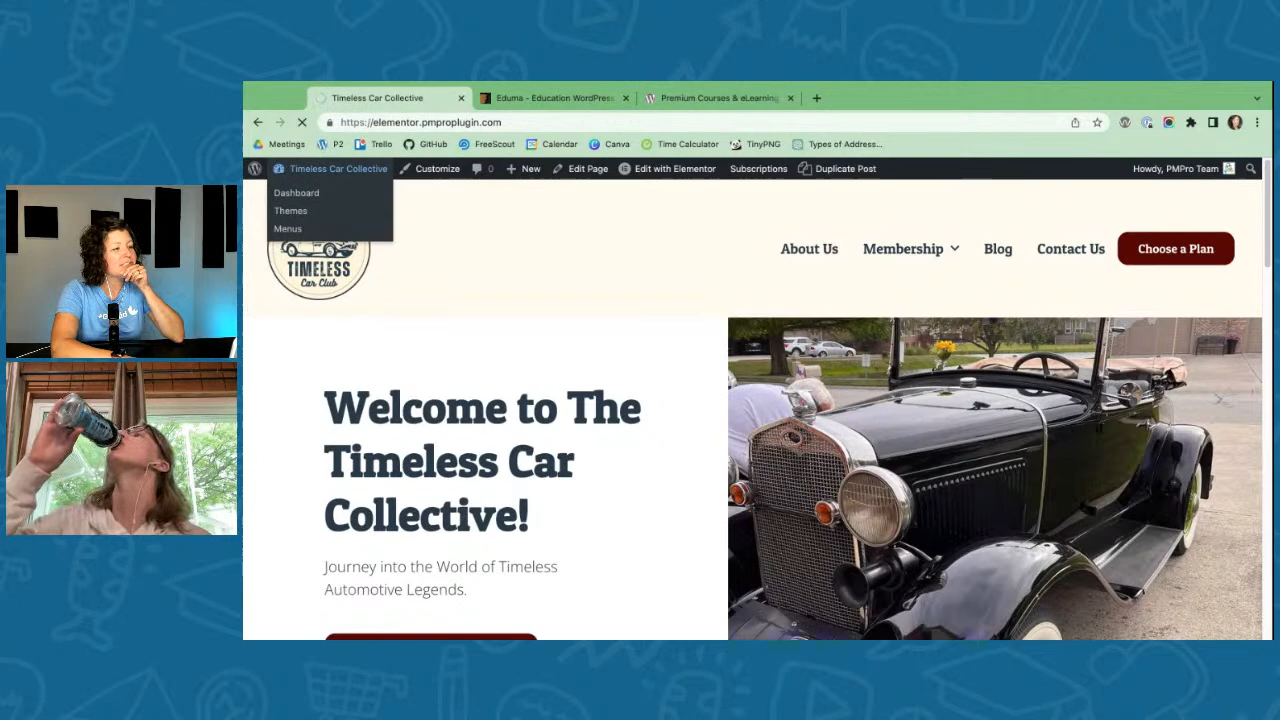 Timeless Car Collective
Eduma - Education WordPress
Premium Courses & eLearning
https://elementor.pmproplugin.com
Meetings
P2
Trello
GitHub
FreeScout
Calendar
Canva
Time Calculator
TinyPNG
Types of Address...
Timeless Car Collective
Customize
0
New
Edit Page
Edit with Elementor
Subscriptions
Duplicate Post
Howdy, PMPro Team
Dashboard
Themes
Menus
TIMELESS
Car Club
About Us
Membership
Blog
Contact Us
Choose a Plan
Welcome to The
Timeless Car
Collective!
Journey into the World of Timeless
Automotive Legends.